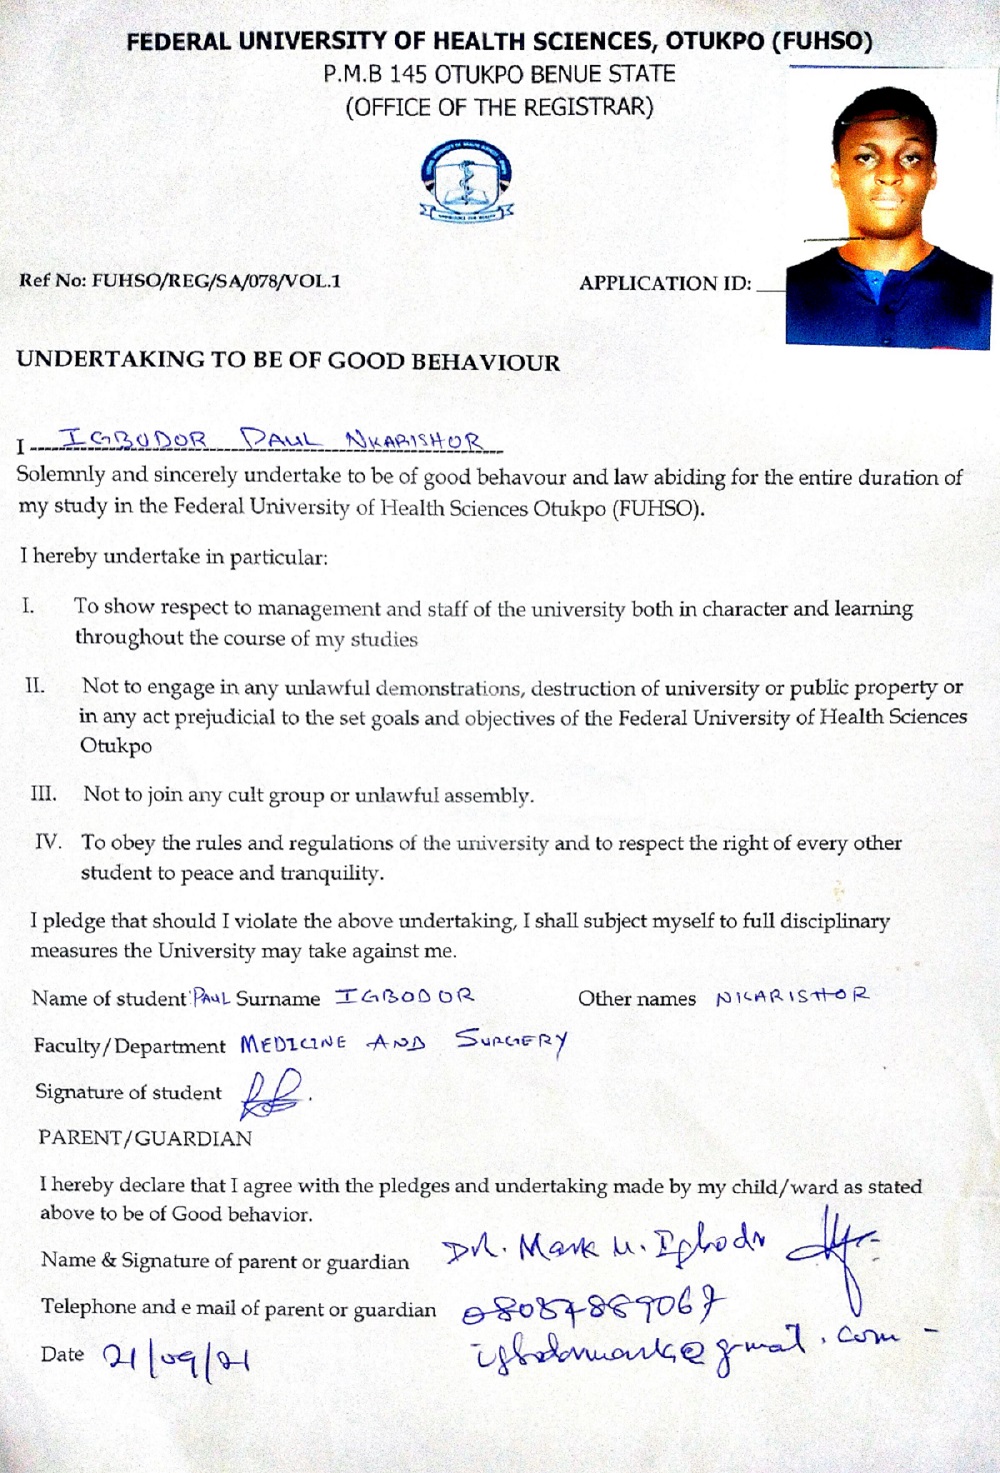 FEDERAL UNIVERSITY OF HEALTH SCIENCES, OTUKPO (FUHSO)
P.M.B 145 OTUKPO BENUE STATE
(OFFICE OF THE REGISTRAR)
Ref No: FUHSO/REG/SA/078/VOL.1
APPLICATION ID:
UNDERTAKING TO BE OF GOOD BEHAVIOUR
I IGBODOR PAUL NKARISHOR
Solemnly and sincerely undertake to be of good behavour and law abiding for the entire duration of
my study in the Federal University of Health Sciences Otukpo (FUHSO).
I hereby undertake in particular:
I. To show respect to management and staff of the university both in character and learning
throughout the course of my studies
II. Not to engage in any unlawful demonstrations, destruction of university or public property or
in any act prejudicial to the set goals and objectives of the Federal University of Health Sciences
Otukpo
III. Not to join any cult group or unlawful assembly.
IV. To obey the rules and regulations of the university and to respect the right of every other
student to peace and tranquility.
I pledge that should I violate the above undertaking, I shall subject myself to full disciplinary
measures the University may take against me.
Name of student PAUL Surname IGBODOR Other names NKARISHOR
Faculty/Department MEDICINE AND SURGERY
Signature of student
PARENT/GUARDIAN
I hereby declare that I agree with the pledges and undertaking made by my child/ward as stated
above to be of Good behavior.
Name & Signature of parent or guardian DR. Mark U. Igbodor
Telephone and e mail of parent or guardian 08087889067
igbodormark@gmail.com
Date 21/09/21